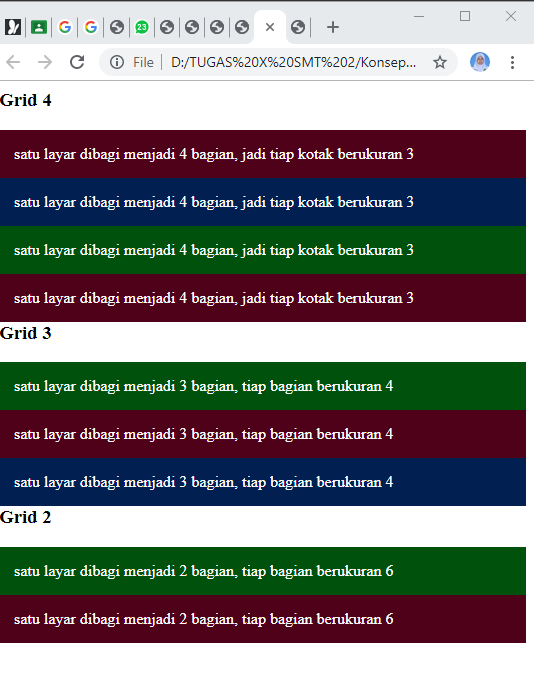 23
File
D:/TUGAS%20X%20SMT%202/Konsep...
Grid 4
satu layar dibagi menjadi 4 bagian, jadi tiap kotak berukuran 3
satu layar dibagi menjadi 4 bagian, jadi tiap kotak berukuran 3
satu layar dibagi menjadi 4 bagian, jadi tiap kotak berukuran 3
satu layar dibagi menjadi 4 bagian, jadi tiap kotak berukuran 3
Grid 3
satu layar dibagi menjadi 3 bagian, tiap bagian berukuran 4
satu layar dibagi menjadi 3 bagian, tiap bagian berukuran 4
satu layar dibagi menjadi 3 bagian, tiap bagian berukuran 4
Grid 2
satu layar dibagi menjadi 2 bagian, tiap bagian berukuran 6
satu layar dibagi menjadi 2 bagian, tiap bagian berukuran 6